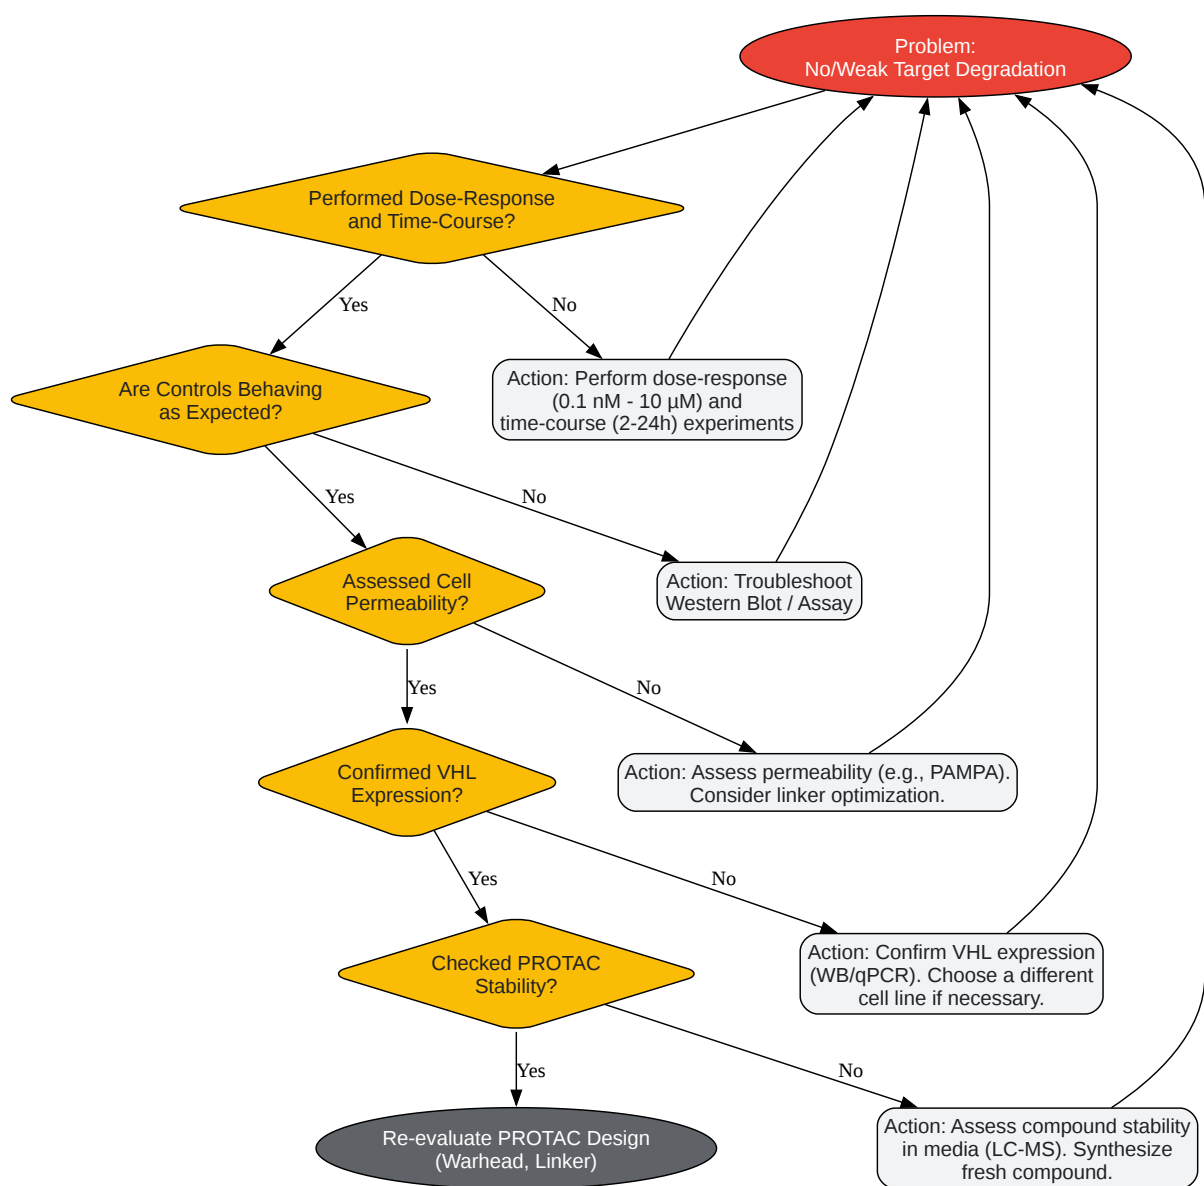 Problem:
No/Weak Target Degradation
Performed Dose-Response
and Time-Course?
Yes
No
Are Controls Behaving
as Expected?
Action: Perform dose-response
(0.1 nM - 10 µM) and
time-course (2-24h) experiments
Yes
No
Assessed Cell
Permeability?
Action: Troubleshoot
Western Blot / Assay
Yes
No
Confirmed VHL
Expression?
Action: Assess permeability (e.g., PAMPA).
Consider linker optimization.
Yes
No
Checked PROTAC
Stability?
Action: Confirm VHL expression
(WB/qPCR). Choose a different
cell line if necessary.
Yes
No
Re-evaluate PROTAC Design
(Warhead, Linker)
Action: Assess compound stability
in media (LC-MS). Synthesize
fresh compound.